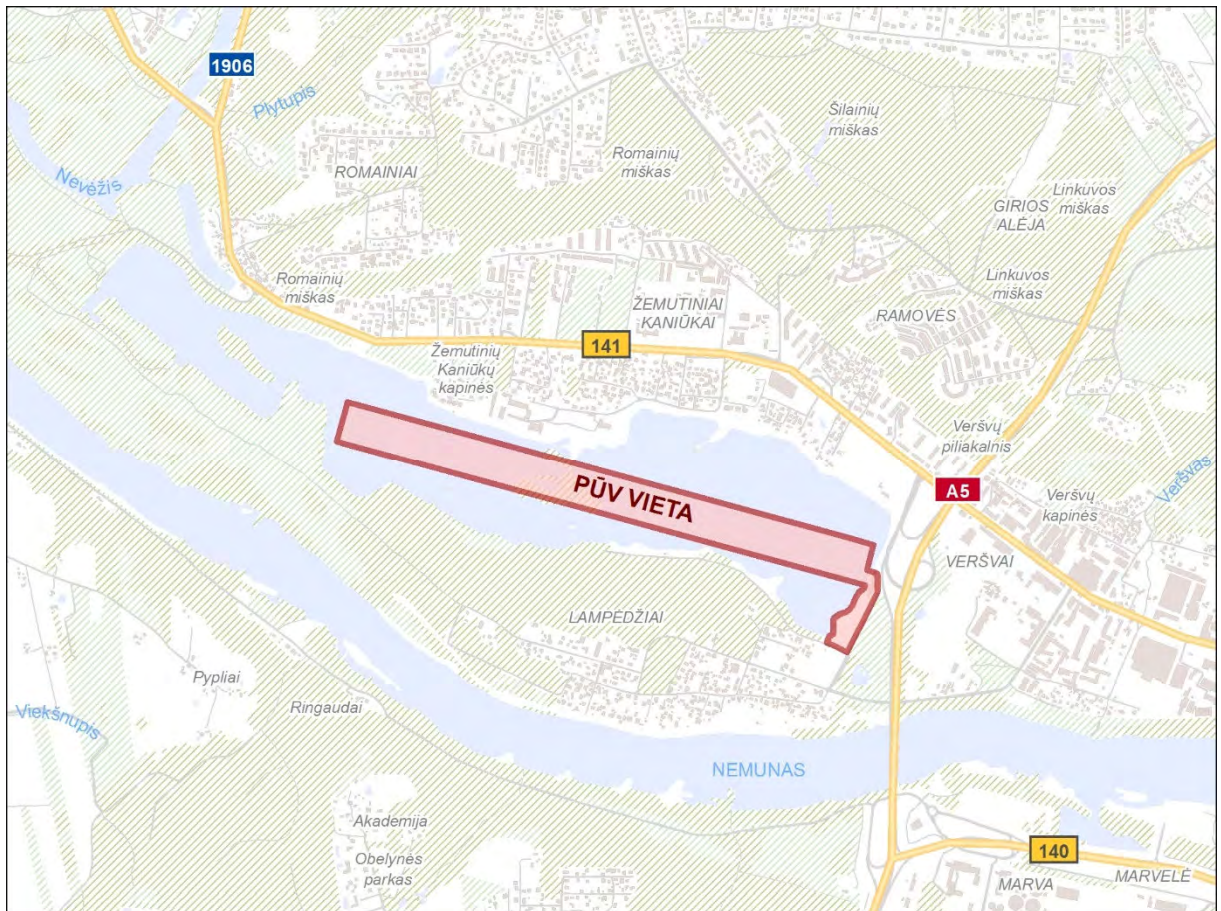 1906
Plytupis
Šilainių
miškas
Romainių
miškas
ROMAINIAI
Nevėžis
Linkuvos
miškas
GIRIOS
ALĖJA
Linkuvos
miškas
Romainių
miškas
ŽEMUTINIAI
KANIŪKAI
RAMOVĖS
141
Žemutinių
Kaniūkų
kapinės
Veršvų
piliakalnis
Veršvas
PŪV VIETA
A5
Veršvų
kapinės
VERŠVAI
LAMPĖDŽIAI
Pypliai
Ringaudai
Viekšnupis
NEMUNAS
Akademija
Obelynės
parkas
140
MARVELĖ
MARVA